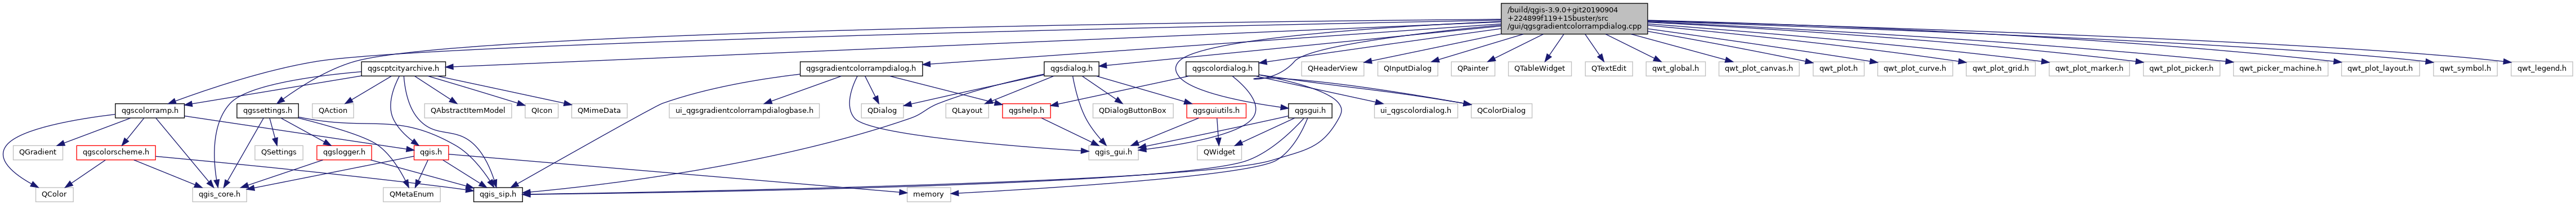 /build/qgis-3.9.0+git20190904
+224899f119+15buster/src
/gui/qgsgradientcolorrampdialog.cpp
qgscptcityarchive.h
qgsgradientcolorrampdialog.h
qgsdialog.h
qgscolordialog.h
QHeaderView
QInputDialog
QPainter
QTableWidget
QTextEdit
qwt_global.h
qwt_plot_canvas.h
qwt_plot.h
qwt_plot_curve.h
qwt_plot_grid.h
qwt_plot_marker.h
qwt_plot_picker.h
qwt_picker_machine.h
qwt_plot_layout.h
qwt_symbol.h
qwt_legend.h
qgscolorramp.h
qgssettings.h
QAction
QAbstractItemModel
QIcon
QMimeData
ui_qgsgradientcolorrampdialogbase.h
QDialog
QLayout
qgshelp.h
QDialogButtonBox
qgsguiutils.h
qgsgui.h
ui_qgscolordialog.h
QColorDialog
QGradient
qgscolorscheme.h
QSettings
qgslogger.h
qgis.h
qgis_gui.h
QWidget
QColor
qgis_core.h
QMetaEnum
qgis_sip.h
memory